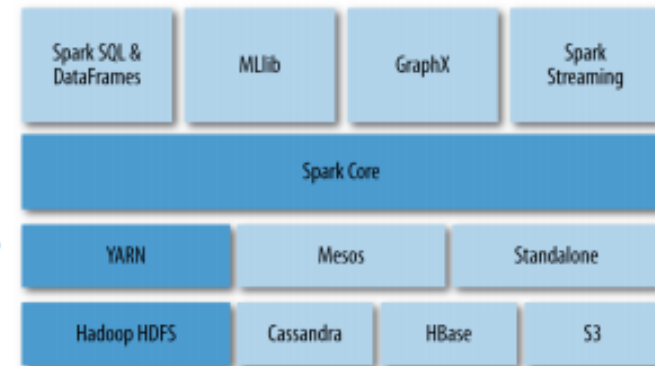 Spark SQL &
DataFrames
MLlib
GraphX
Spark
Streaming
Spark Core
YARN
Mesos
Standalone
Hadoop HDFS
Cassandra
HBase
S3